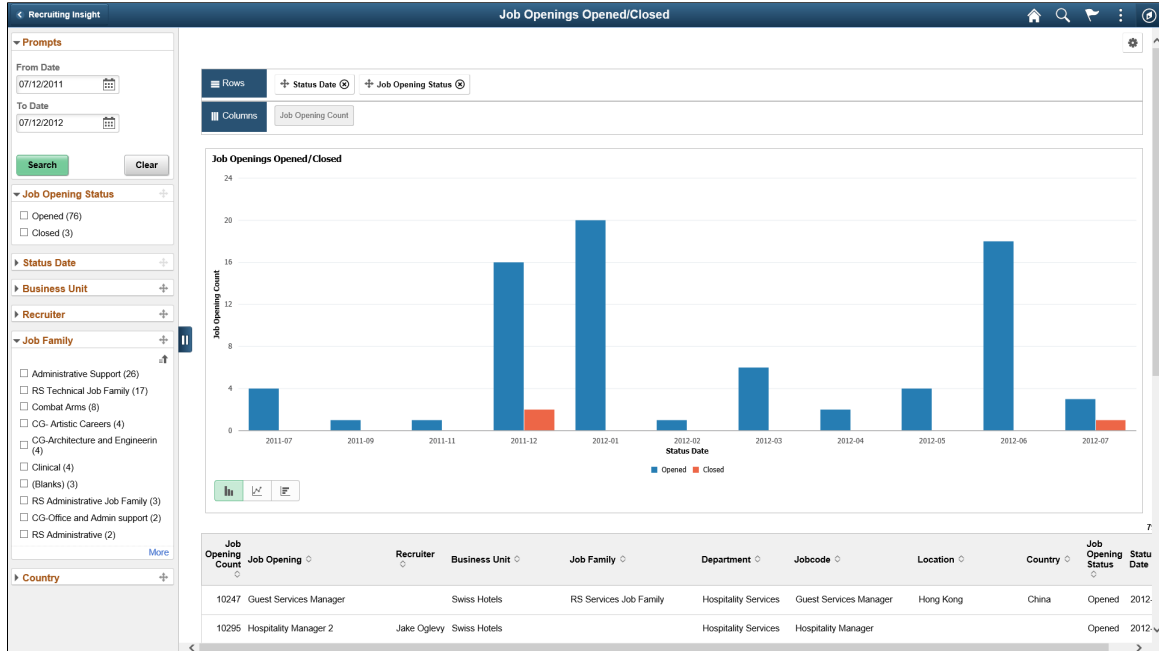 Recruiting Insight
Job Openings Opened/Closed
Prompts
From Date
07/12/2011
To Date
07/12/2012
Search Clear
Job Opening Status
Opened (76)
Closed (3)
Status Date
Business Unit
Recruiter
Job Family
Administrative Support (26)
RS Technical Job Family (17)
Combat Arms (8)
CG- Artistic Careers (4)
CG-Architecture and Engineerin
(4)
Clinical (4)
(Blanks) (3)
RS Administrative Job Family (3)
CG-Office and Admin support (2)
RS Administrative (2)
More
Country
Rows Status Date Job Opening Status
Columns Job Opening Count
Job Openings Opened/Closed
24
20
16
12
8
4
0
Job Opening Count
2011-07 2011-09 2011-11 2011-12 2012-01 2012-02 2012-03 2012-04 2012-05 2012-06 2012-07
Status Date
Opened Closed
Job Opening Count Job Opening Recruiter Business Unit Job Family Department Jobcode Location Country Job Opening Status Statu Date
10247 Guest Services Manager Swiss Hotels RS Services Job Family Hospitality Services Guest Services Manager Hong Kong China Opened 2012-
10295 Hospitality Manager 2 Jake Oglevy Swiss Hotels Hospitality Services Hospitality Manager Opened 2012-